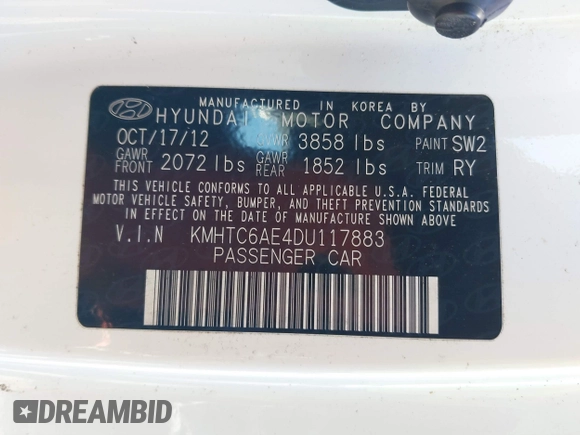 MANUFACTURED IN KOREA BY
HYUNDAI MOTOR COMPANY
OCT/17/12 GVWR 3858 lbs PAINT SW2
GAWR FRONT 2072 lbs GAWR REAR 1852 lbs TRIM RY
THIS VEHICLE CONFORMS TO ALL APPLICABLE U.S.A. FEDERAL
MOTOR VEHICLE SAFETY, BUMPER, AND THEFT PREVENTION STANDARDS
IN EFFECT ON THE DATE OF MANUFACTURE SHOWN ABOVE
V.I.N KMHTC6AE4DU117883
PASSENGER CAR
DREAMBID